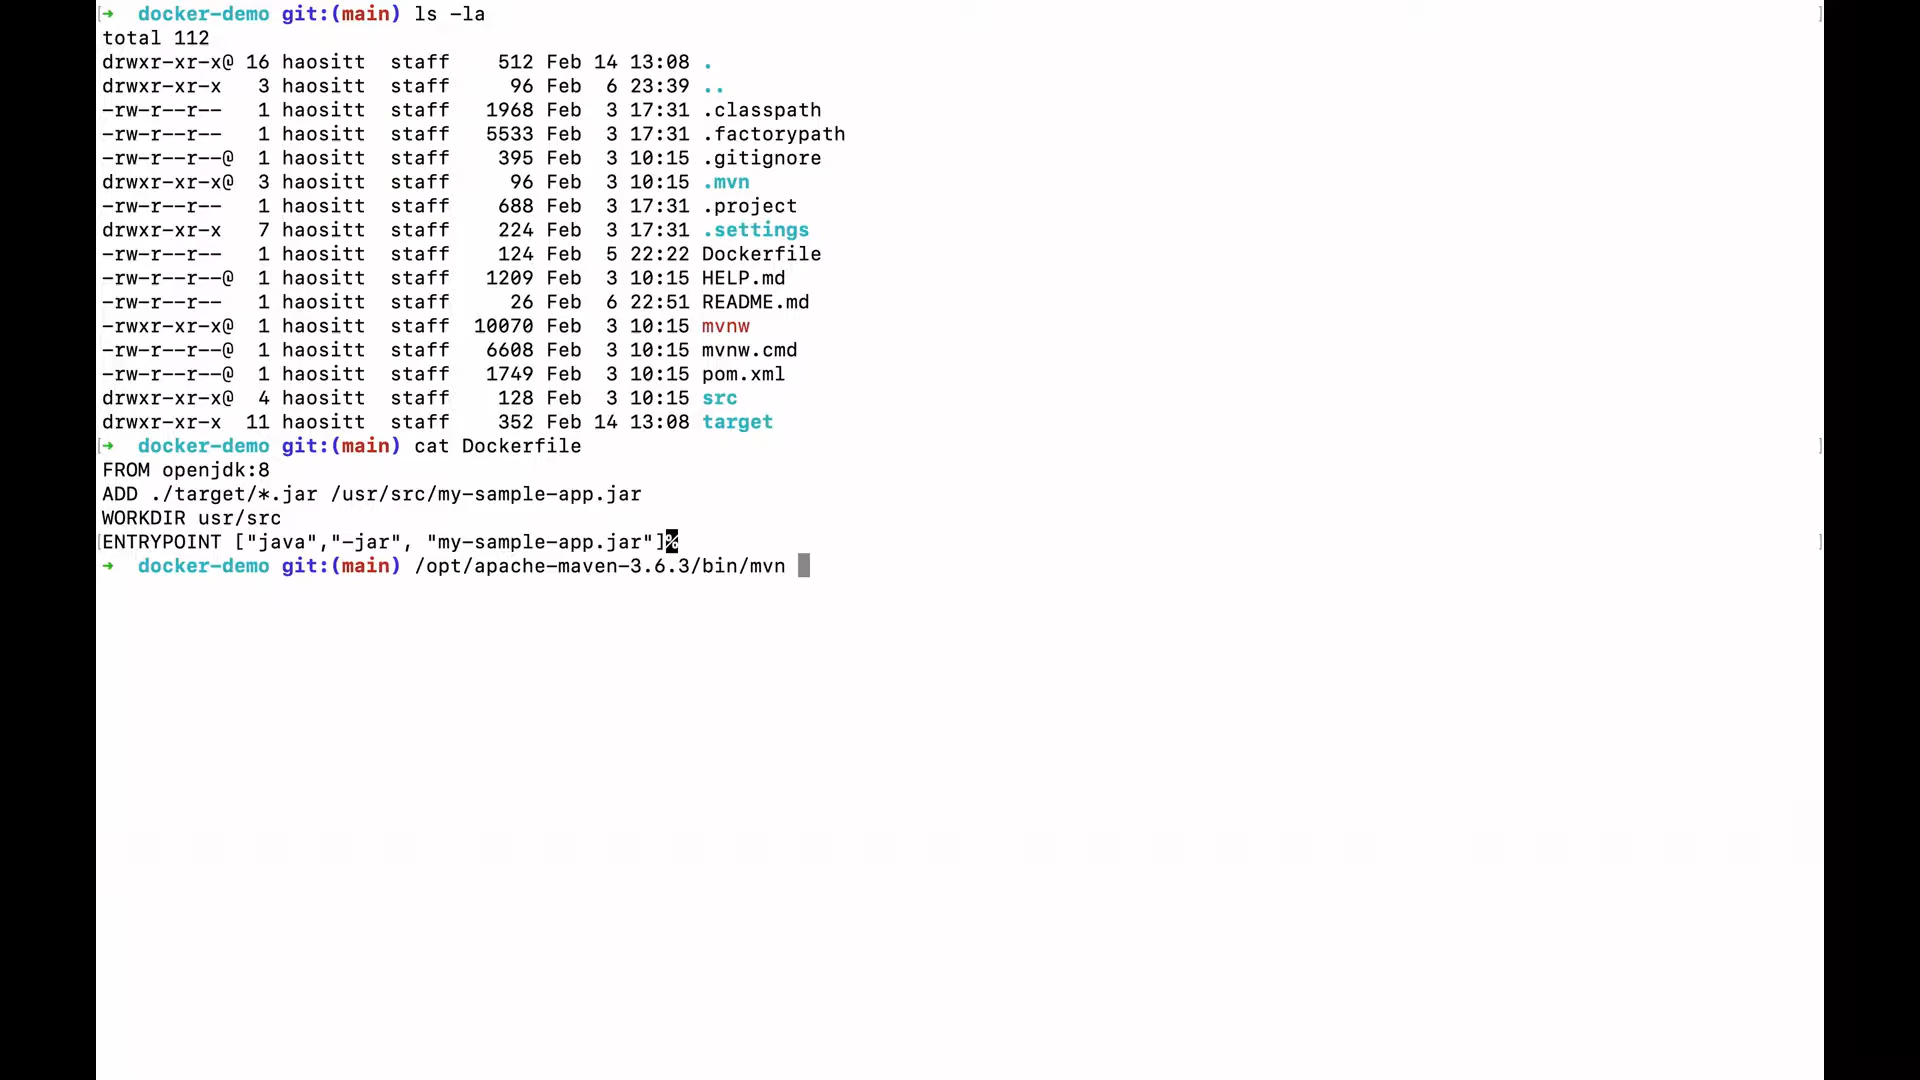 ➜  docker-demo git:(main) ls -la
total 112
drwxr-xr-x@ 16 haositt  staff    512 Feb 14 13:08 .
drwxr-xr-x   3 haositt  staff     96 Feb  6 23:39 ..
-rw-r--r--   1 haositt  staff   1968 Feb  3 17:31 .classpath
-rw-r--r--   1 haositt  staff   5533 Feb  3 17:31 .factorypath
-rw-r--r--@  1 haositt  staff    395 Feb  3 10:15 .gitignore
drwxr-xr-x@  3 haositt  staff     96 Feb  3 10:15 .mvn
-rw-r--r--   1 haositt  staff    688 Feb  3 17:31 .project
drwxr-xr-x   7 haositt  staff    224 Feb  3 17:31 .settings
-rw-r--r--   1 haositt  staff    124 Feb  5 22:22 Dockerfile
-rw-r--r--@  1 haositt  staff   1209 Feb  3 10:15 HELP.md
-rw-r--r--   1 haositt  staff     26 Feb  6 22:51 README.md
-rwxr-xr-x@  1 haositt  staff  10070 Feb  3 10:15 mvnw
-rw-r--r--@  1 haositt  staff   6608 Feb  3 10:15 mvnw.cmd
-rw-r--r--@  1 haositt  staff   1749 Feb  3 10:15 pom.xml
drwxr-xr-x@  4 haositt  staff    128 Feb  3 10:15 src
drwxr-xr-x  11 haositt  staff    352 Feb 14 13:08 target
➜  docker-demo git:(main) cat Dockerfile
FROM openjdk:8
ADD ./target/*.jar /usr/src/my-sample-app.jar
WORKDIR usr/src
ENTRYPOINT ["java","-jar", "my-sample-app.jar"]%
➜  docker-demo git:(main) /opt/apache-maven-3.6.3/bin/mvn